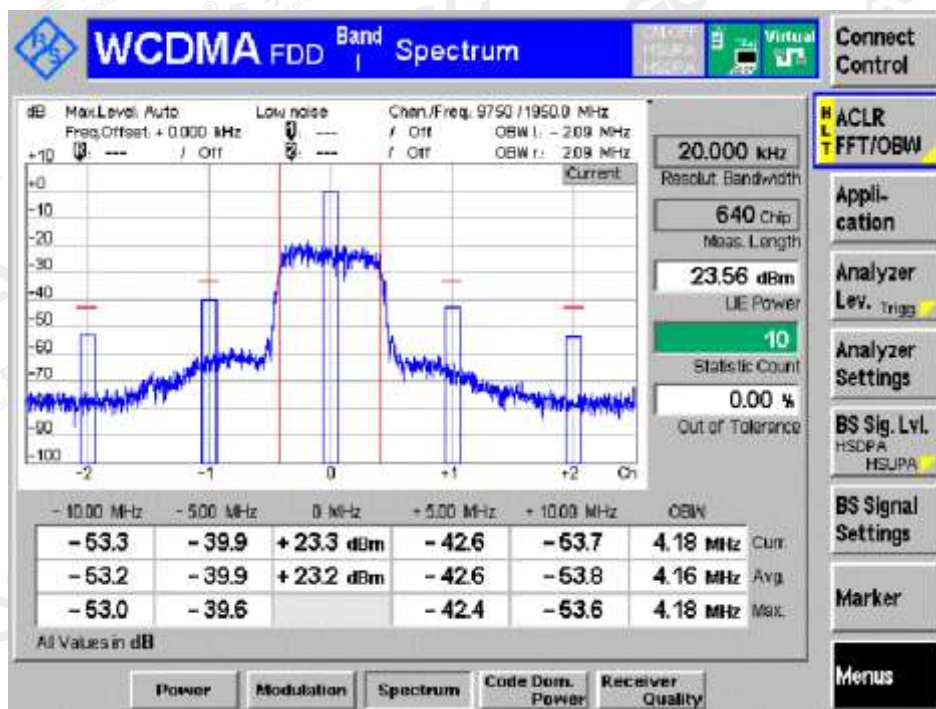 WCDMA FDD Band I Spectrum
Virtual
Connect Control
dB Max.Level: Auto Low noise Chan./Freq.: 9750 / 1950.0 MHz
Freq.Offset: + 0.000 kHz 1: --- / Off OBW l.: - 2.09 MHz
R: --- / Off 2: --- / Off OBW r.: 2.09 MHz
Current
+10
+0
-10
-20
-30
-40
-50
-60
-70
-90
-100
-2 -1 0 +1 +2 Ch
20.000 kHz
Resolut. Bandwidth
640 Chip
Meas. Length
23.56 dBm
UE Power
10
Statistic Count
0.00 %
Out of Tolerance
- 10.00 MHz - 5.00 MHz 0 MHz + 5.00 MHz + 10.00 MHz OBW
- 53.3 - 39.9 + 23.3 dBm - 42.6 - 53.7 4.18 MHz Curr.
- 53.2 - 39.9 + 23.2 dBm - 42.6 - 53.8 4.16 MHz Avg.
- 53.0 - 39.6 - 42.4 - 53.6 4.18 MHz Max.
All Values in dB
H L T ACLR FFT/OBW
Appli- cation
Analyzer Lev. Trigg
Analyzer Settings
BS Sig. Lvl. HSDPA HSUPA
BS Signal Settings
Marker
Menus
Power Modulation Spectrum Code Dom. Power Receiver Quality